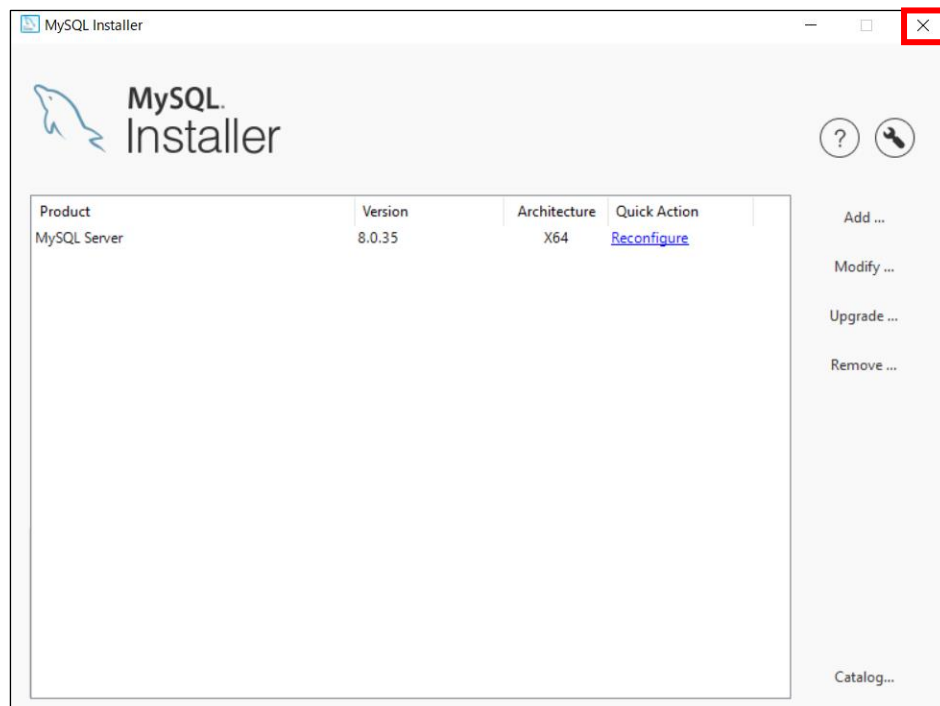 MySQL Installer
MySQL.
Installer
?
Product Version Architecture Quick Action
MySQL Server 8.0.35 X64 Reconfigure
Add ...
Modify ...
Upgrade ...
Remove ...
Catalog...